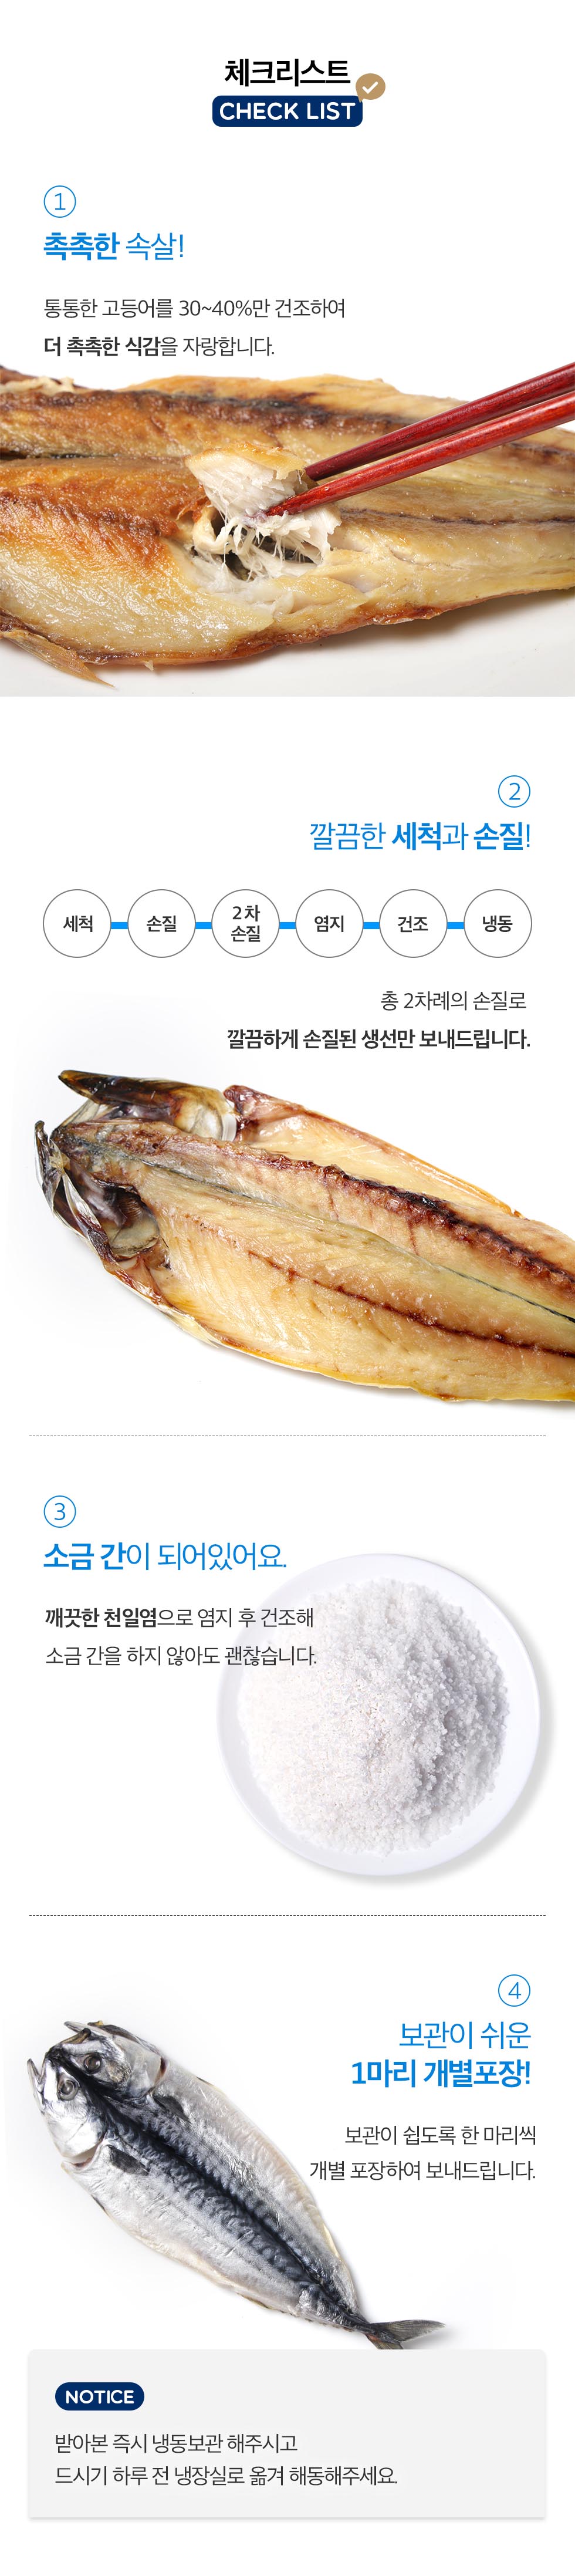 체크리스트
CHECK LIST
1
촉촉한 속살!
통통한 고등어를 30~40%만 건조하여
더 촉촉한 식감을 자랑합니다.
2
깔끔한 세척과 손질!
세척
손질
2차
손질
염지
건조
냉동
총 2차례의 손질로
깔끔하게 손질된 생선만 보내드립니다.
3
소금 간이 되어있어요.
깨끗한 천일염으로 염지 후 건조해
소금 간을 하지 않아도 괜찮습니다.
4
보관이 쉬운
1마리 개별포장!
보관이 쉽도록 한 마리씩
개별 포장하여 보내드립니다.
NOTICE
받아본 즉시 냉동보관 해주시고
드시기 하루 전 냉장실로 옮겨 해동해주세요.